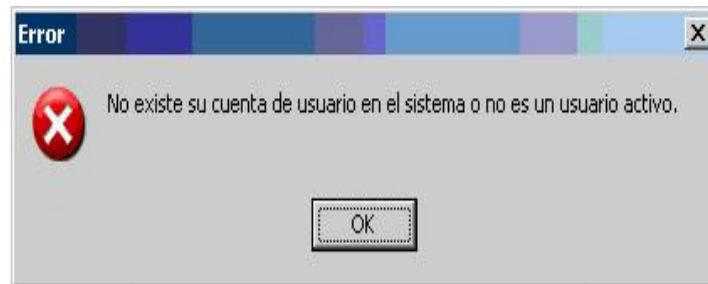 Error
No existe su cuenta de usuario en el sistema o no es un usuario activo.
OK